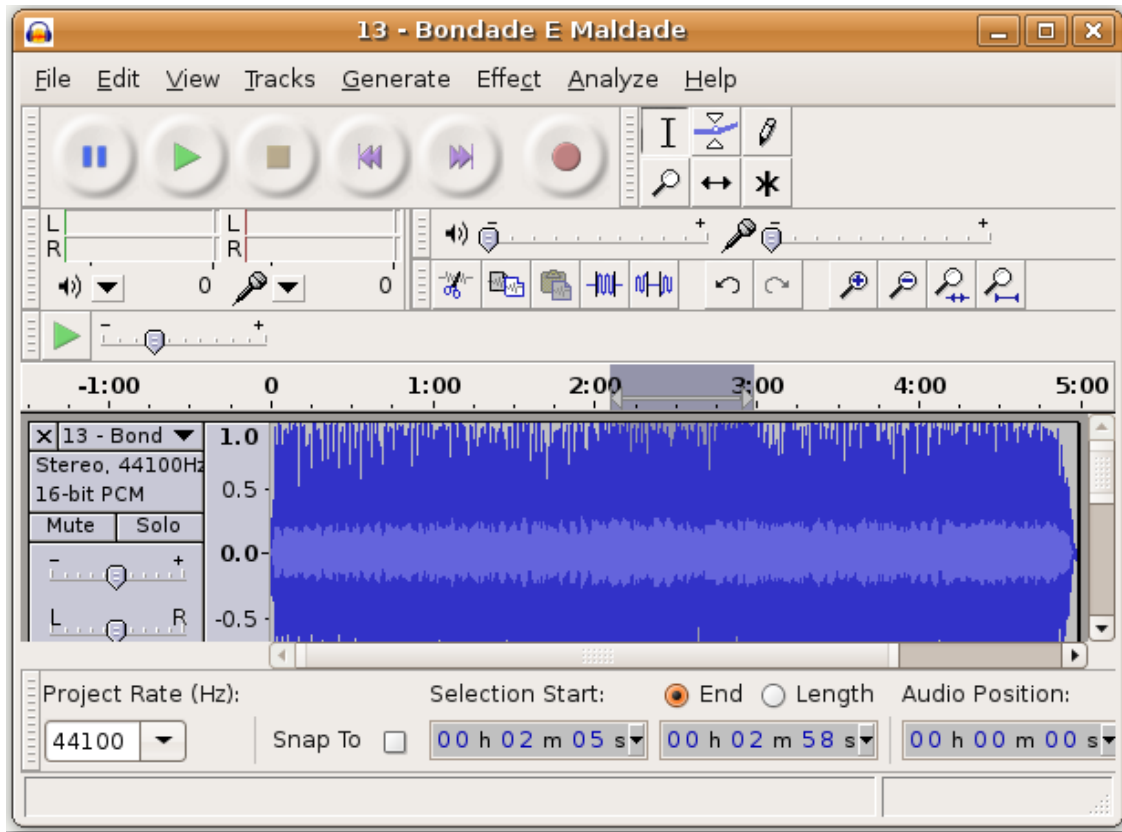 13 - Bondade E Maldade
File Edit View Tracks Generate Effect Analyze Help
L L
R R
- +
- +
0 0
- +
-1:00 0 1:00 2:00 3:00 4:00 5:00
13 - Bond
Stereo, 44100Hz
16-bit PCM
Mute Solo
- +
L R
1.0
0.5
0.0
-0.5
Project Rate (Hz): Selection Start: End Length Audio Position:
44100 Snap To 00 h 02 m 05 s 00 h 02 m 58 s 00 h 00 m 00 s